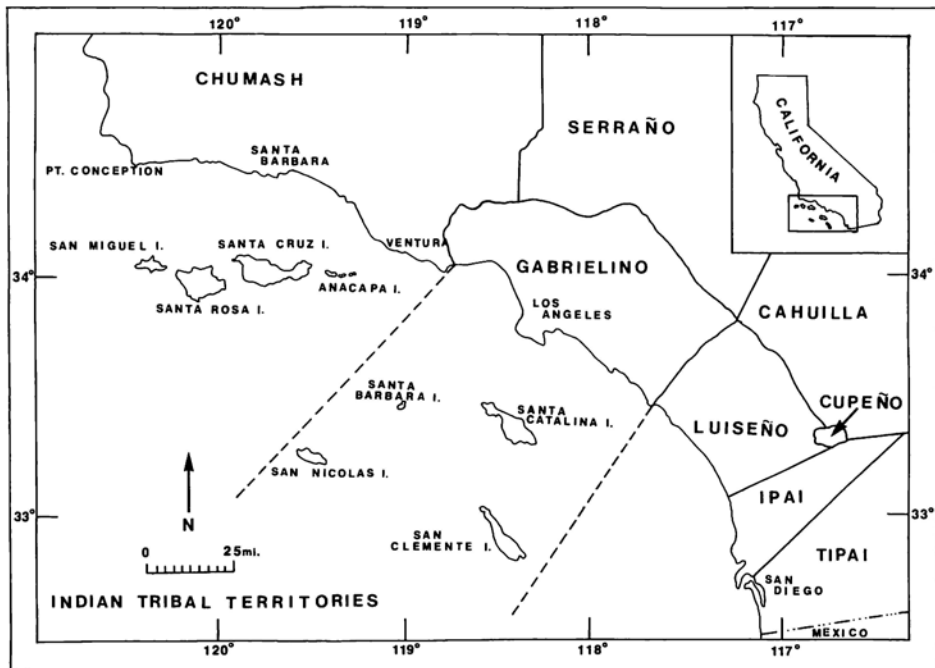 120°
119°
118°
117°
CHUMASH
SERRAÑO
CALIFORNIA
SANTA
BARBARA
PT. CONCEPTION
VENTURA
SAN MIGUEL I.
SANTA CRUZ I.
34°
34°
ANACAPA I.
SANTA ROSA I.
GABRIELINO
LOS
ANGELES
CAHUILLA
SANTA
BARBARA I.
SANTA
CATALINA I.
CUPEÑO
LUISEÑO
SAN NICOLAS I.
IPAI
33°
33°
N
0 25mi.
SAN
CLEMENTE I.
TIPAI
SAN
DIEGO
INDIAN TRIBAL TERRITORIES
MEXICO
120°
119°
118°
117°